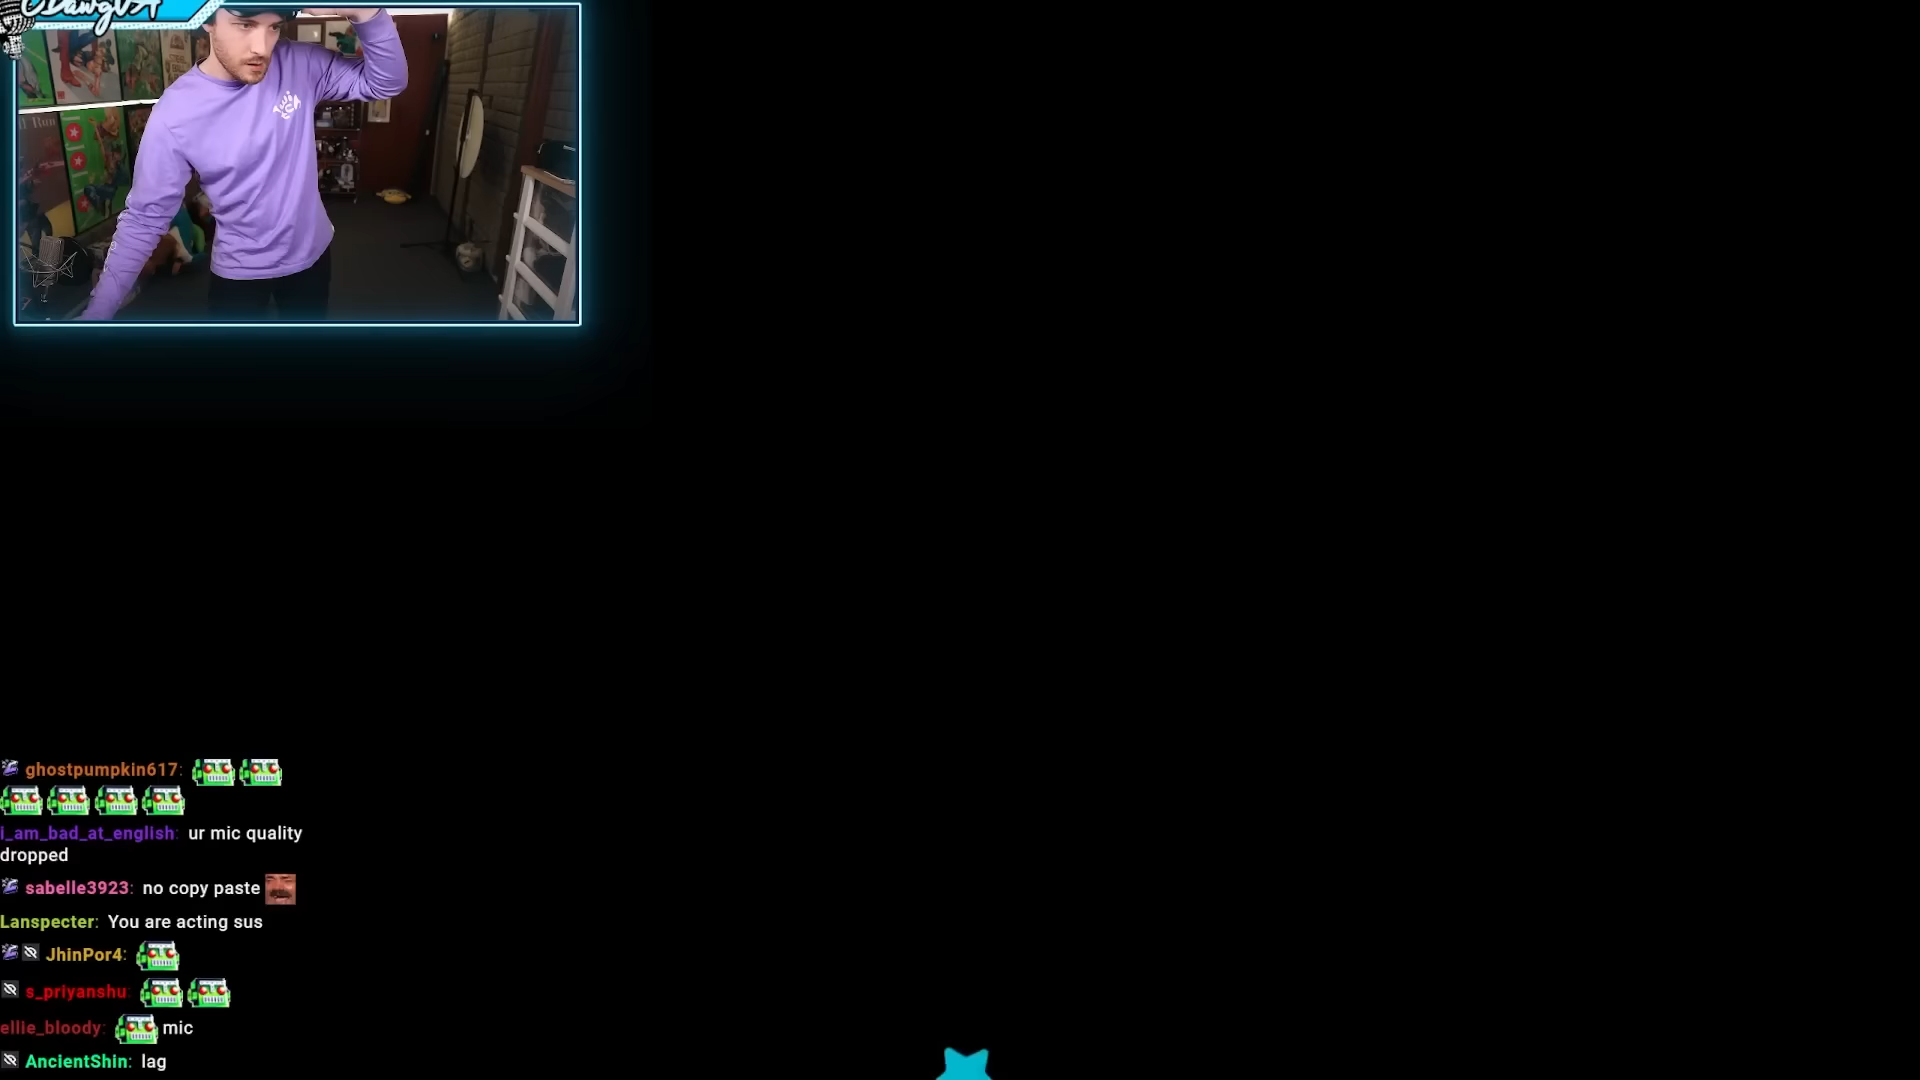 CDawgVA
ghostpumpkin617:
i_am_bad_at_english: ur mic quality
dropped
sabelle3923: no copy paste
Lanspecter: You are acting sus
JhinPor4:
s_priyanshu:
ellie_bloody: mic
AncientShin: lag